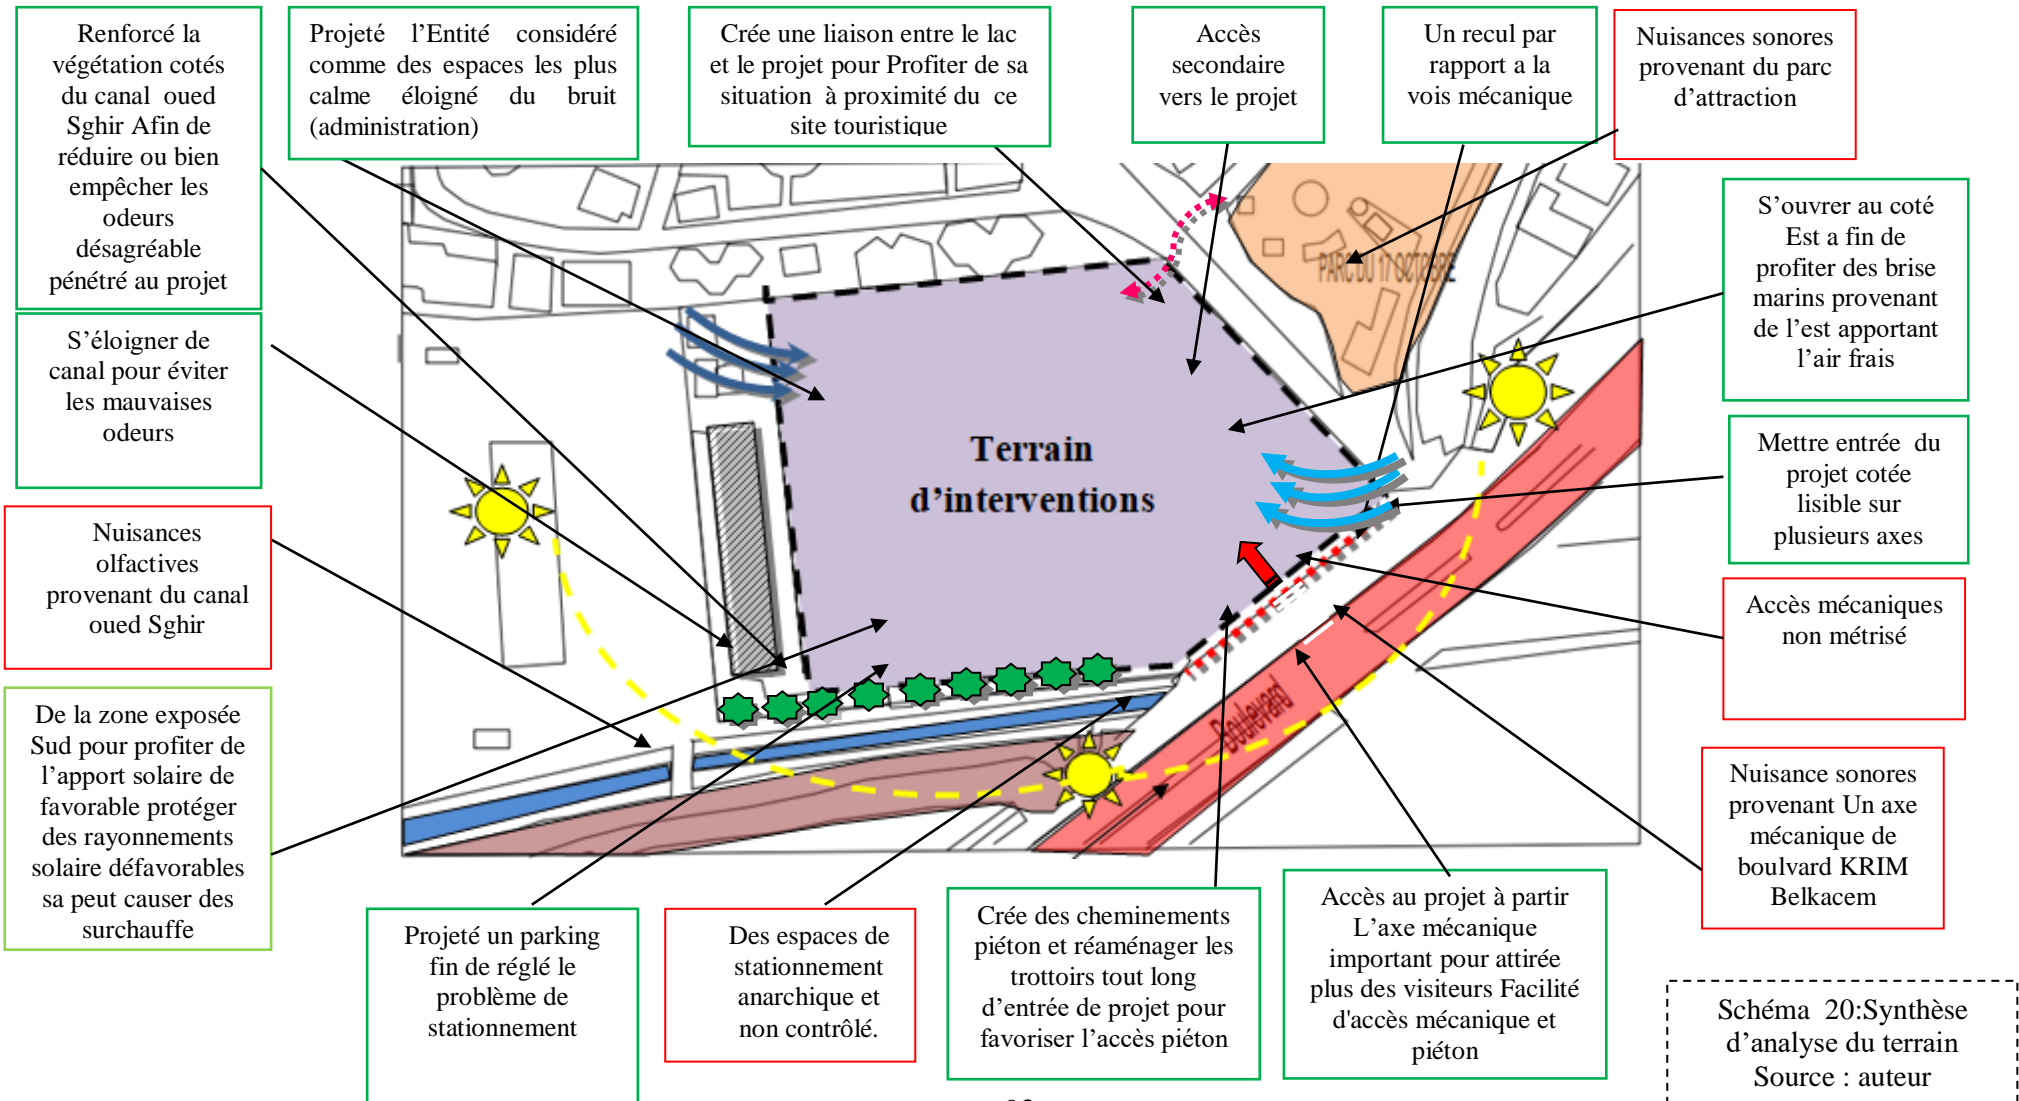 Renforcé la
végétation cotés
du canal oued
Sghir Afin de
réduire ou bien
empêcher les
odeurs
désagréable
pénétré au projet
Projeté l’Entité considéré
comme des espaces les plus
calme éloigné du bruit
(administration)
Crée une liaison entre le lac
et le projet pour Profiter de sa
situation à proximité du ce
site touristique
Accès
secondaire
vers le projet
Un recul par
rapport a la
vois mécanique
Nuisances sonores
provenant du parc
d’attraction
S’ouvrer au coté
Est a fin de
profiter des brise
marins provenant
de l’est apportant
l’air frais
S’éloigner de
canal pour éviter
les mauvaises
odeurs
PARC DU 17 OCTOBRE
Terrain
d’interventions
Mettre entrée du
projet cotée
lisible sur
plusieurs axes
Nuisances
olfactives
provenant du canal
oued Sghir
Accès mécaniques
non métrisé
De la zone exposée
Sud pour profiter de
l’apport solaire de
favorable protéger
des rayonnements
solaire défavorables
sa peut causer des
surchauffe
Boulevard
Nuisance sonores
provenant Un axe
mécanique de
boulvard KRIM
Belkacem
Projeté un parking
fin de réglé le
problème de
stationnement
Des espaces de
stationnement
anarchique et
non contrôlé.
Crée des cheminements
piéton et réaménager les
trottoirs tout long
d’entrée de projet pour
favoriser l’accès piéton
Accès au projet à partir
L’axe mécanique
important pour attirée
plus des visiteurs Facilité
d'accès mécanique et
piéton
Schéma 20:Synthèse
d’analyse du terrain
Source : auteur